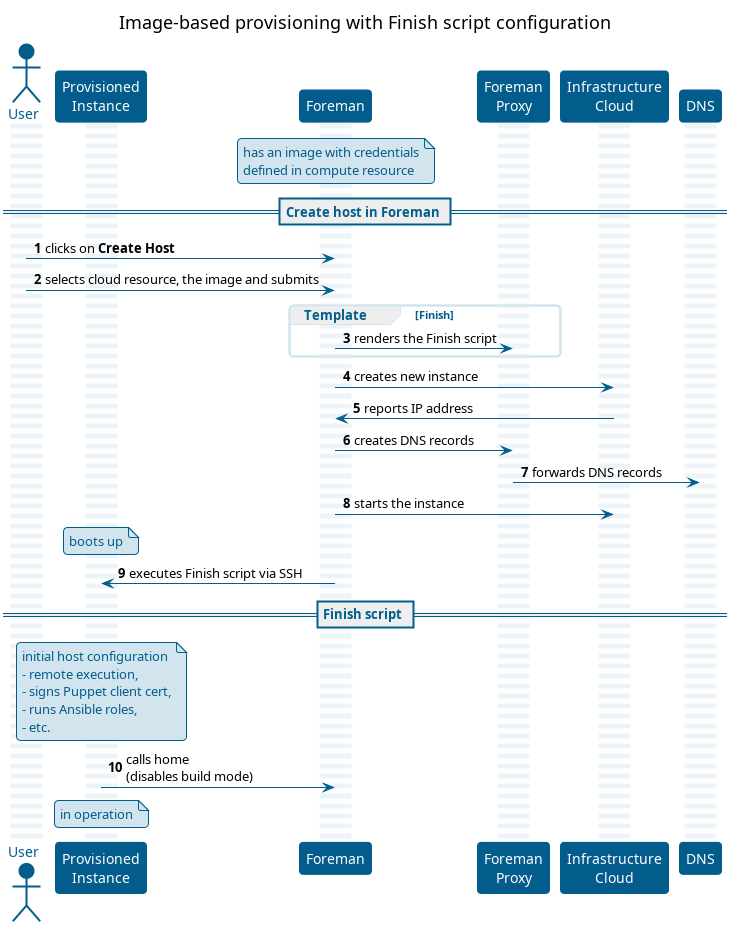 Image-based provisioning with Finish script configuration
User
Provisioned
Instance
Foreman
Foreman
Proxy
Infrastructure
Cloud
DNS
has an image with credentials
defined in compute resource
Create host in Foreman
1 clicks on Create Host
2 selects cloud resource, the image and submits
Template [Finish]
3 renders the Finish script
4 creates new instance
5 reports IP address
6 creates DNS records
7 forwards DNS records
8 starts the instance
boots up
9 executes Finish script via SSH
Finish script
initial host configuration
- remote execution,
- signs Puppet client cert,
- runs Ansible roles,
- etc.
10 calls home
(disables build mode)
in operation
User
Provisioned
Instance
Foreman
Foreman
Proxy
Infrastructure
Cloud
DNS